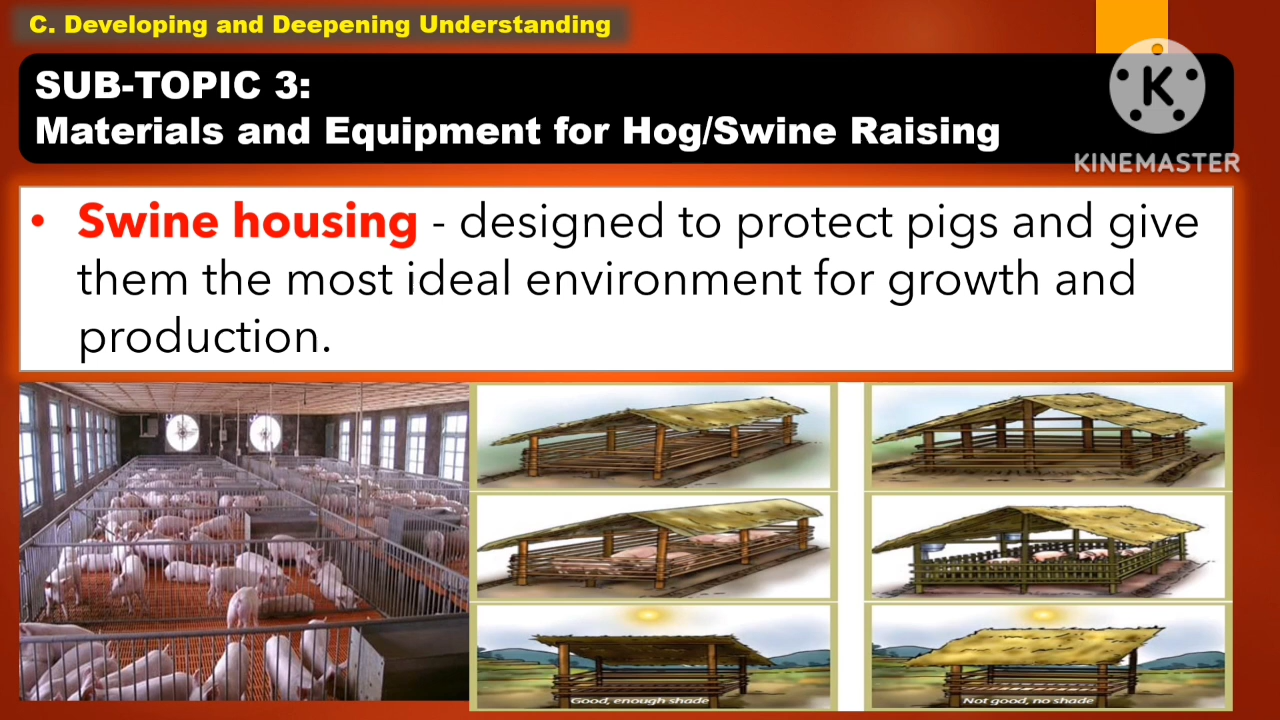 C. Developing and Deepening Understanding
SUB-TOPIC 3:
Materials and Equipment for Hog/Swine Raising
K
KINEMASTER
• Swine housing - designed to protect pigs and give
them the most ideal environment for growth and
production.
Good, enough shade
Not good, no shade